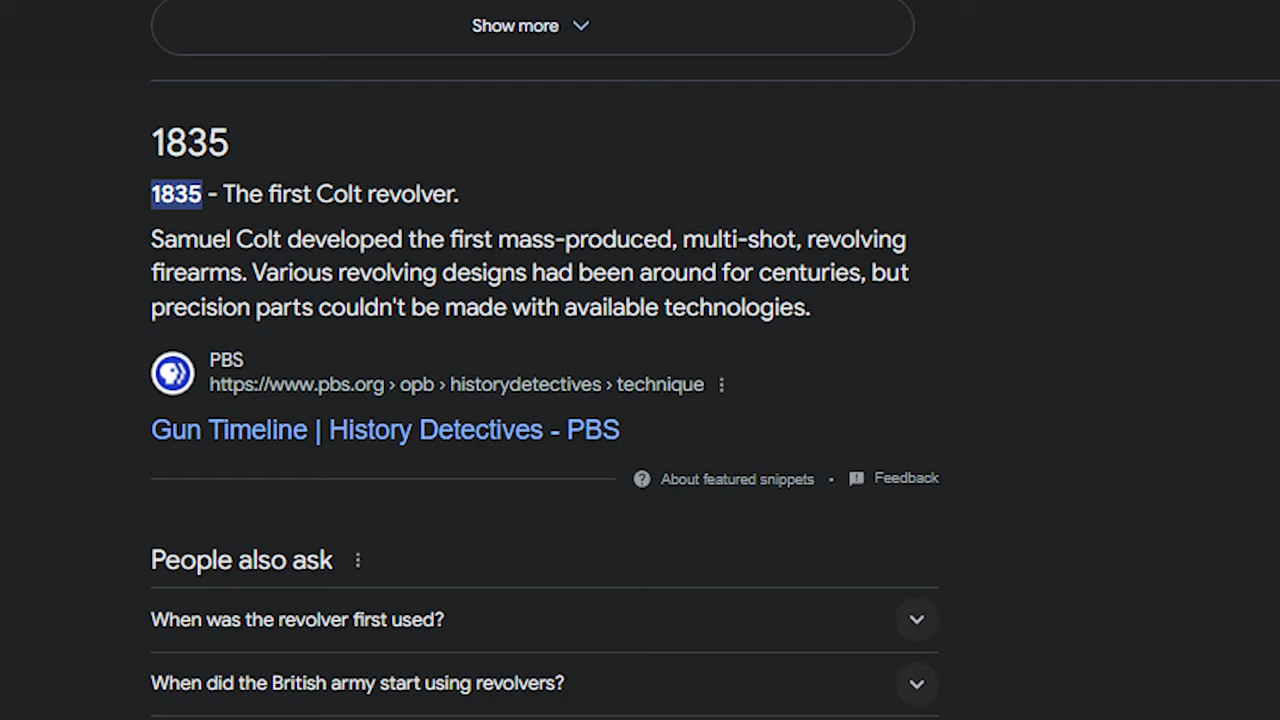 Show more
1835
1835 - The first Colt revolver.
Samuel Colt developed the first mass-produced, multi-shot, revolving
firearms. Various revolving designs had been around for centuries, but
precision parts couldn't be made with available technologies.
PBS
https://www.pbs.org › opb › historydetectives › technique
Gun Timeline | History Detectives - PBS
About featured snippets • Feedback
People also ask
When was the revolver first used?
When did the British army start using revolvers?